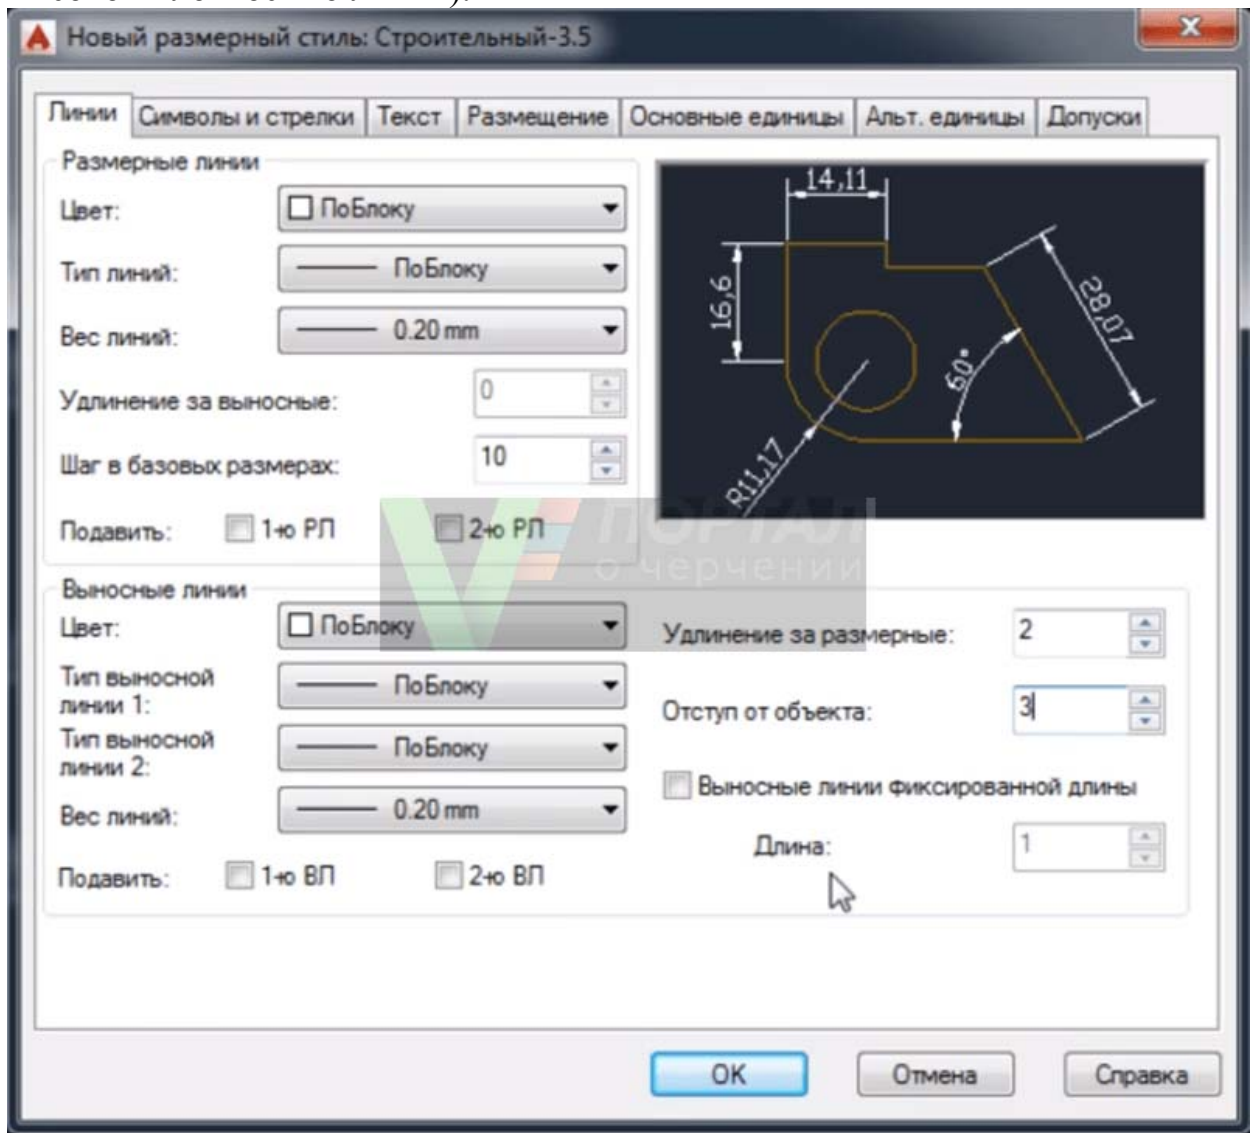 Новый размерный стиль: Строительный-3.5
Линии Символы и стрелки Текст Размещение Основные единицы Альт. единицы Допуски
Размерные линии
Цвет: ПоБлоку
Тип линий: ПоБлоку
Вес линий: 0.20 mm
Удлинение за выносные: 0
Шаг в базовых размерах: 10
Подавить: 1-ю РЛ 2-ю РЛ
14,11
16,6
28,07
60°
R11,17
ПОРТАЛ
о черчении
Выносные линии
Цвет: ПоБлоку
Тип выносной
линии 1: ПоБлоку
Тип выносной
линии 2: ПоБлоку
Вес линий: 0.20 mm
Подавить: 1-ю ВЛ 2-ю ВЛ
Удлинение за размерные: 2
Отступ от объекта: 3
Выносные линии фиксированной длины
Длина: 1
OK Отмена Справка